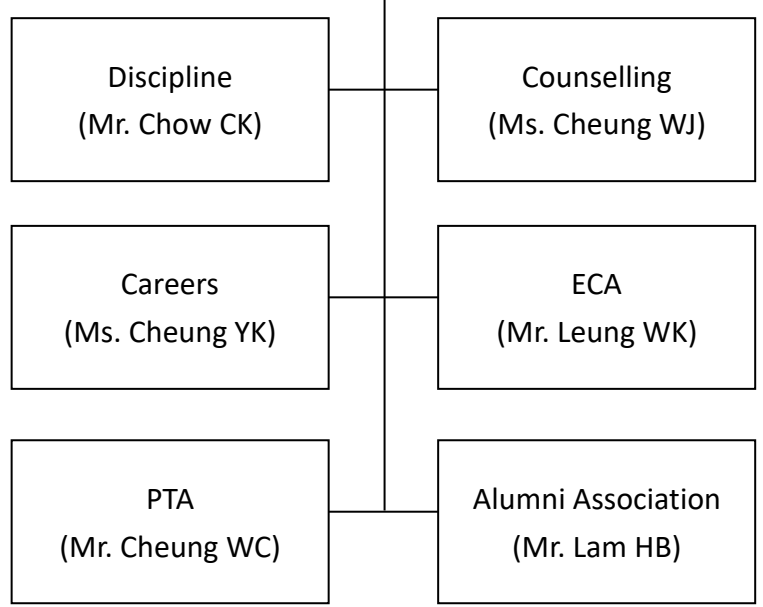 Discipline
(Mr. Chow CK)
Counselling
(Ms. Cheung WJ)
Careers
(Ms. Cheung YK)
ECA
(Mr. Leung WK)
PTA
(Mr. Cheung WC)
Alumni Association
(Mr. Lam HB)